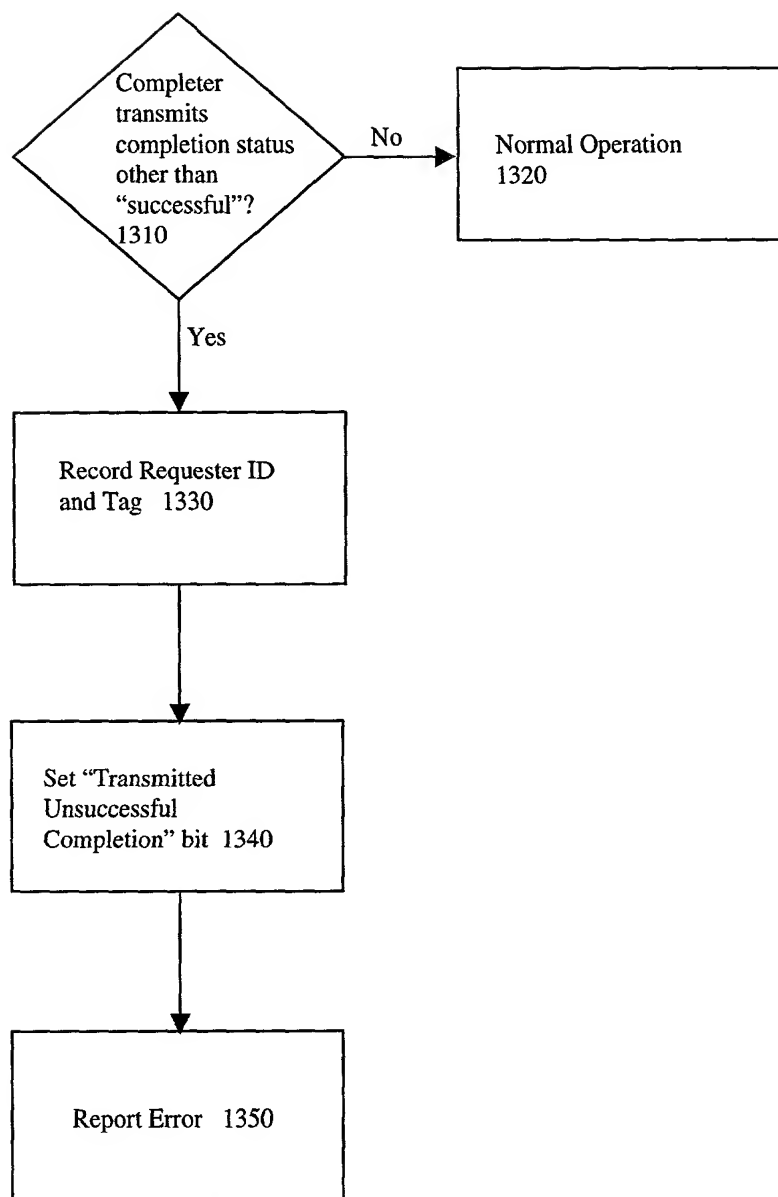 Completer
transmits
completion status
other than
“successful”?
1310
No
Normal Operation
1320
Yes
Record Requester ID
and Tag 1330
Set “Transmitted
Unsuccessful
Completion” bit 1340
Report Error 1350